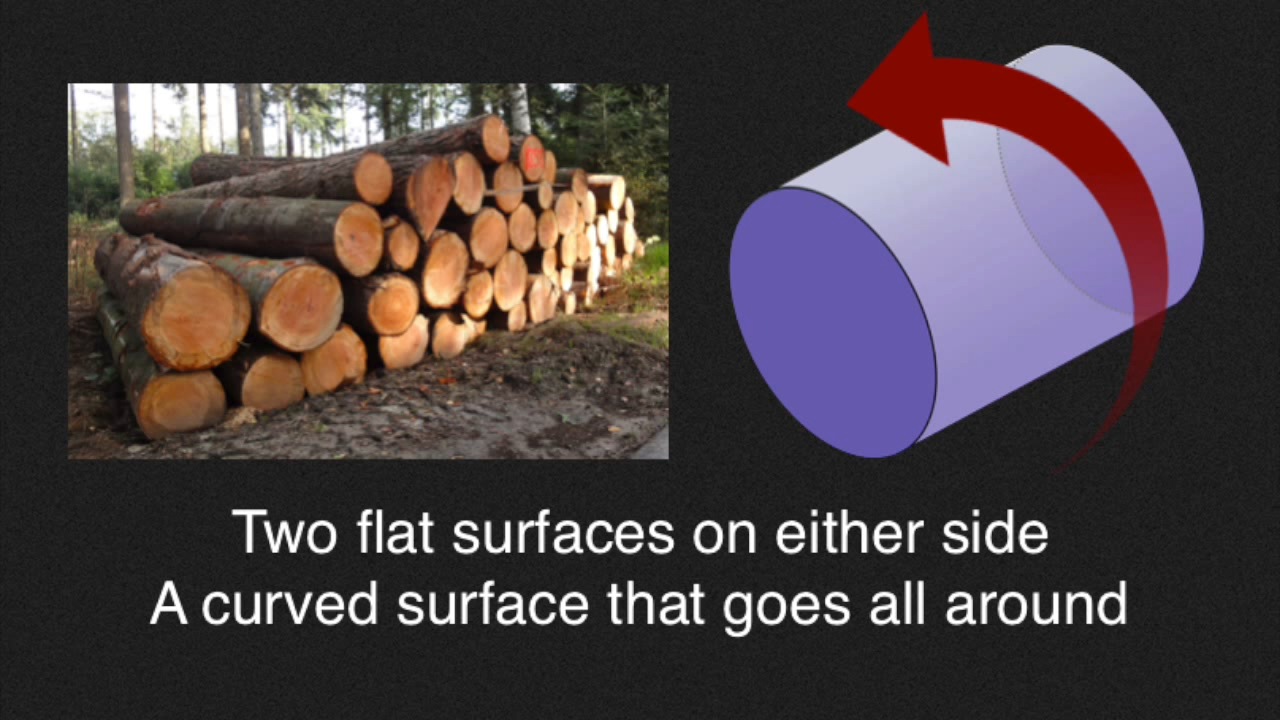 Two flat surfaces on either side
A curved surface that goes all around